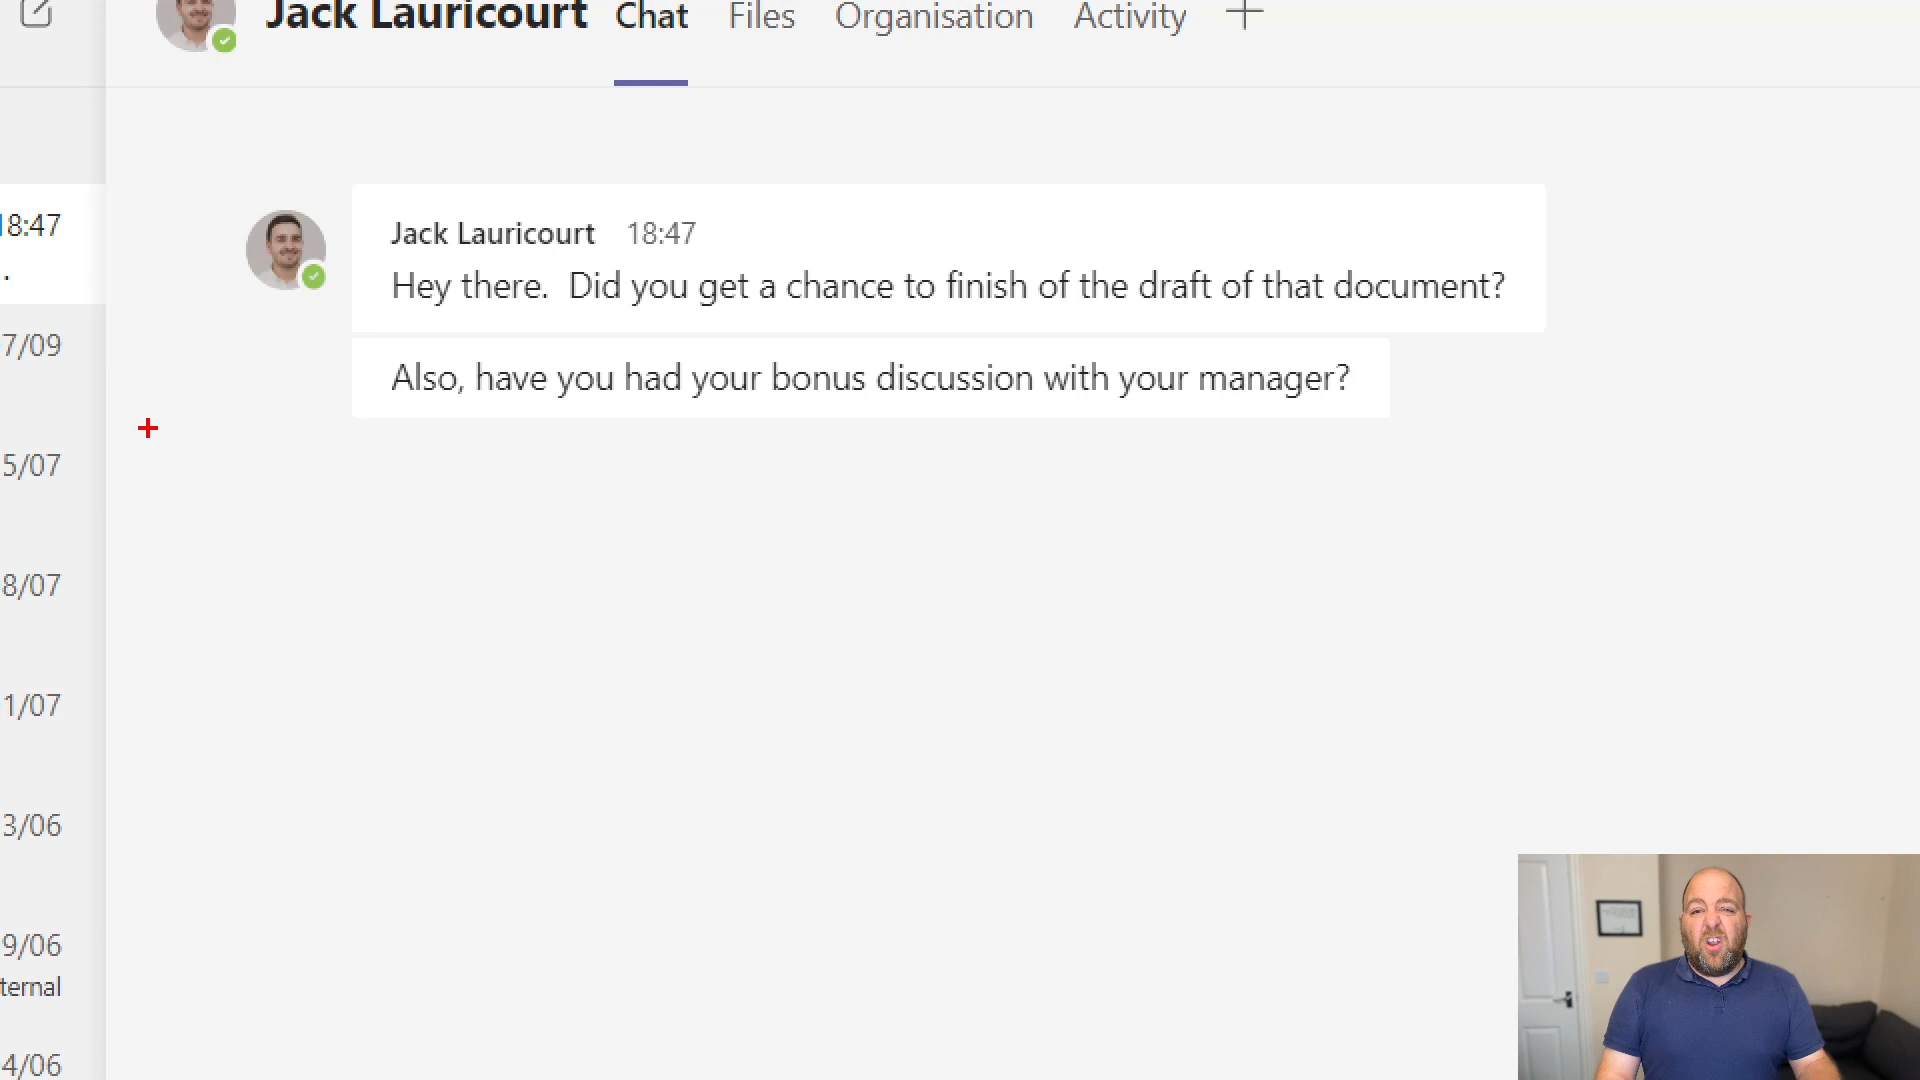 Jack Lauricourt Chat Files Organisation Activity
18:47
.
7/09
5/07
8/07
1/07
3/06
9/06
ternal
4/06
Jack Lauricourt 18:47
Hey there.  Did you get a chance to finish of the draft of that document?
Also, have you had your bonus discussion with your manager?